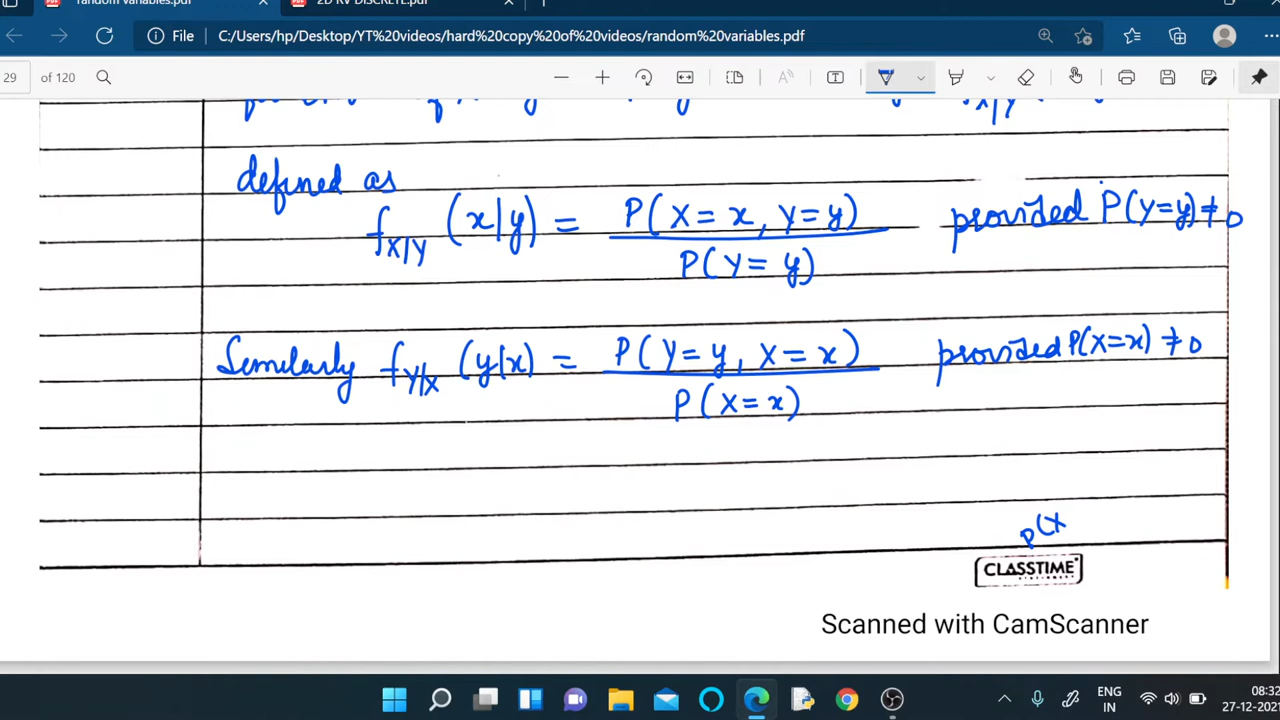 random variables.pdf
2D RV DISCRETE.pdf
File C:/Users/hp/Desktop/YT%20videos/hard%20copy%20of%20videos/random%20variables.pdf
29 of 120
defined as
f_{X/Y} (x|y) = P(X = x, Y = y) / P(Y = y) provided P(Y=y) ≠ 0
Similarly f_{Y/X} (y|x) = P(Y = y, X = x) / P(X = x) provided P(X=x) ≠ 0
P(X
CLASSTIME
Scanned with CamScanner
ENG
IN
08:32
27-12-2021